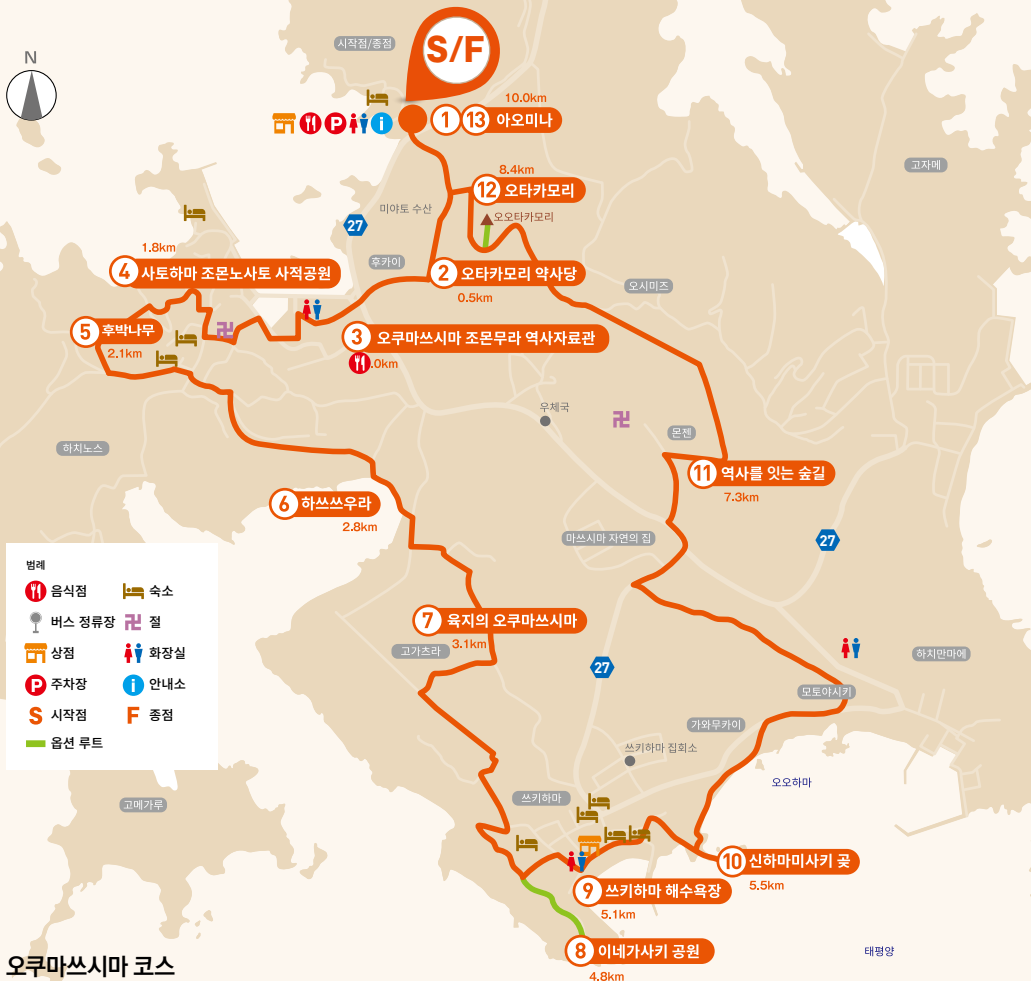 시작점/종점
S/F
N
10.0km
1 13 아오미나
P
i
고자메
8.4km
12 오타카모리
미야토 수산
오오타카모리
27
1.8km
후카이
4 사토하마 조몬노사토 사적공원
2 오타카모리 약사당
0.5km
오시미즈
5 후박나무
2.1km
3 오쿠마쓰시마 조몬무라 역사자료관
.0km
우체국
몬젠
하치노스
11 역사를 잇는 숲길
7.3km
6 하쓰쓰우라
2.8km
마쓰시마 자연의 집
27
범례
음식점
숙소
버스 정류장
절
상점
화장실
P 주차장
i 안내소
S 시작점
F 종점
옵션 루트
7 육지의 오쿠마쓰시마
3.1km
고가츠라
27
하치만마에
모토야시키
가와무카이
쓰키하마 집회소
오오하마
쓰키하마
고메가루
10 신하마미사키 곶
5.5km
9 쓰키하마 해수욕장
5.1km
8 이네가사키 공원
4.8km
태평양
오쿠마쓰시마 코스